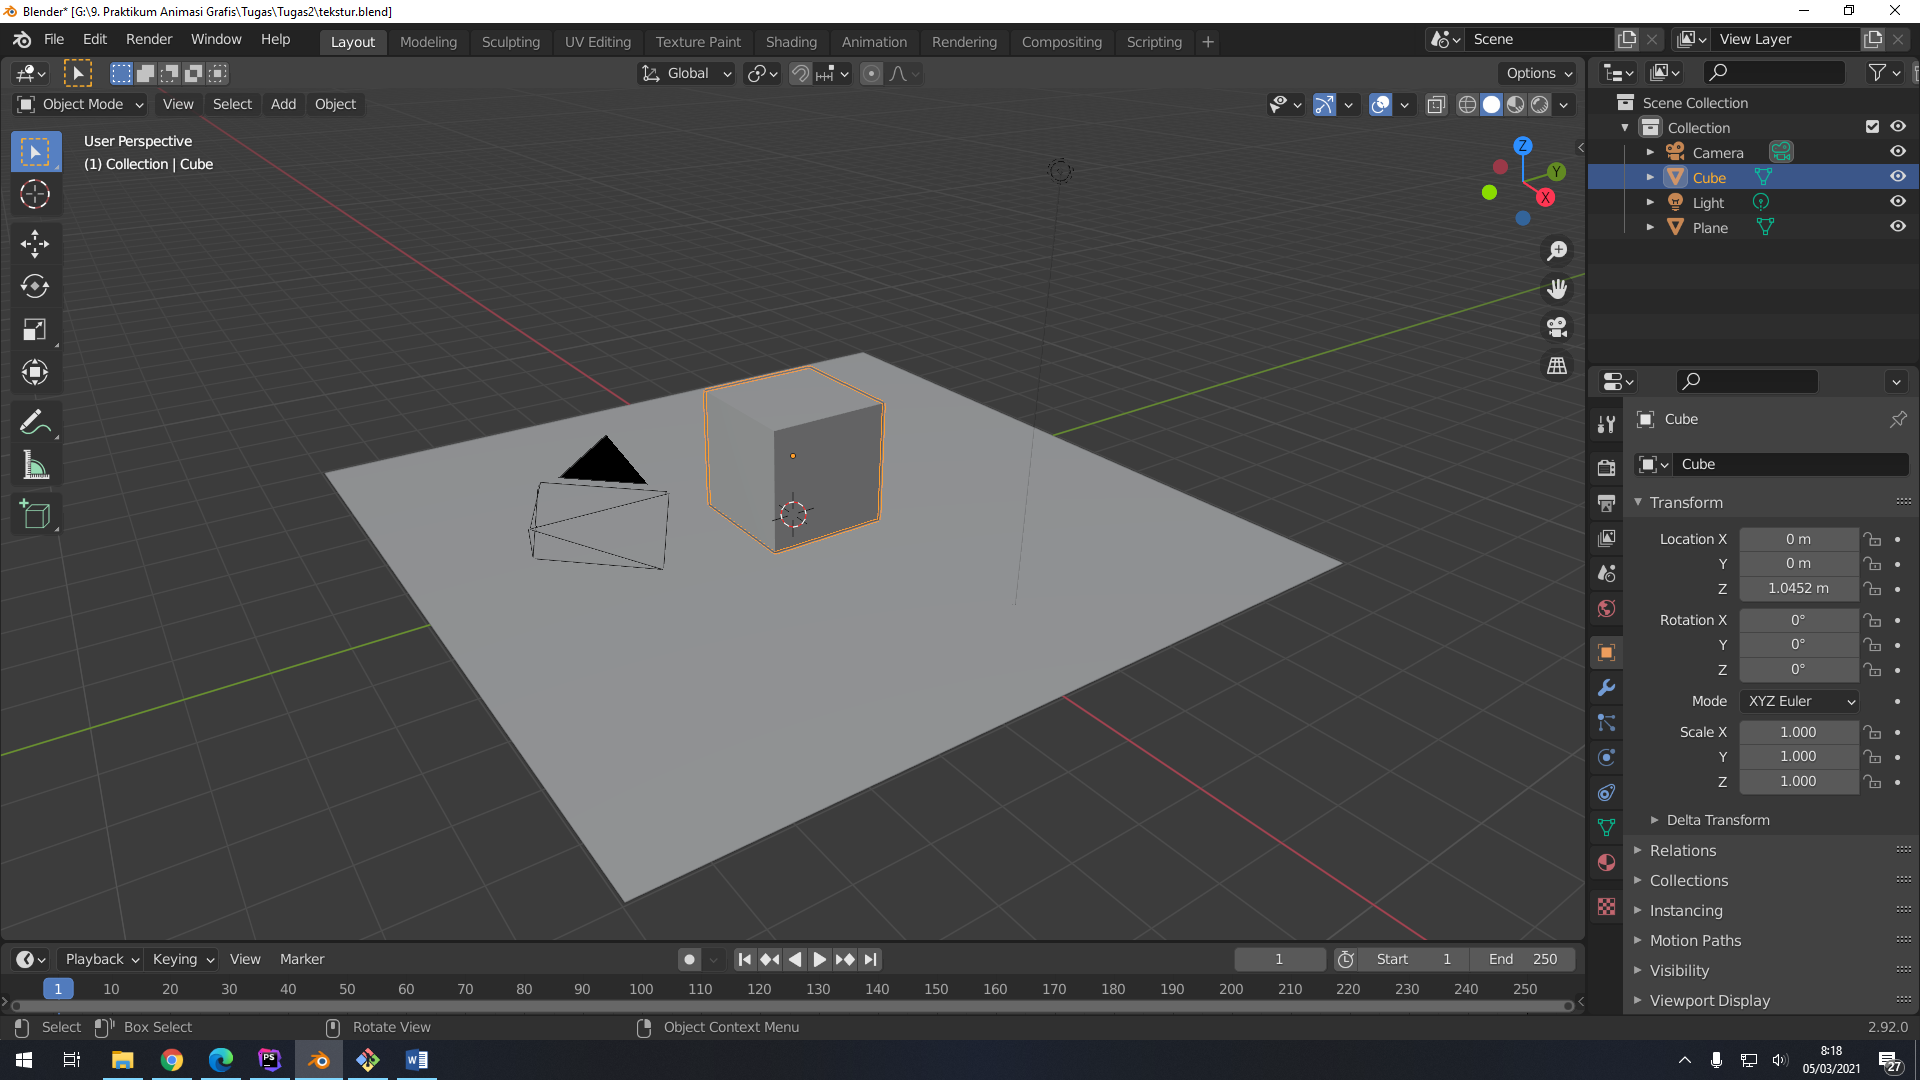 Blender* [G:\9. Praktikum Animasi Grafis\Tugas\Tugas2\tekstur.blend]
File Edit Render Window Help
Layout Modeling Sculpting UV Editing Texture Paint Shading Animation Rendering Compositing Scripting +
Scene
View Layer
Global
Options
Object Mode View Select Add Object
User Perspective
(1) Collection | Cube
Z
Y
X
Scene Collection
Collection
Camera
Cube
Light
Plane
Cube
Cube
Transform
Location X 0 m
Y 0 m
Z 1.0452 m
Rotation X 0°
Y 0°
Z 0°
Mode XYZ Euler
Scale X 1.000
Y 1.000
Z 1.000
Delta Transform
Relations
Collections
Instancing
Motion Paths
Visibility
Viewport Display
Playback Keying View Marker
1 Start 1 End 250
1 10 20 30 40 50 60 70 80 90 100 110 120 130 140 150 160 170 180 190 200 210 220 230 240 250
Select Box Select Rotate View Object Context Menu 2.92.0
PS
W
8:18
05/03/2021
27